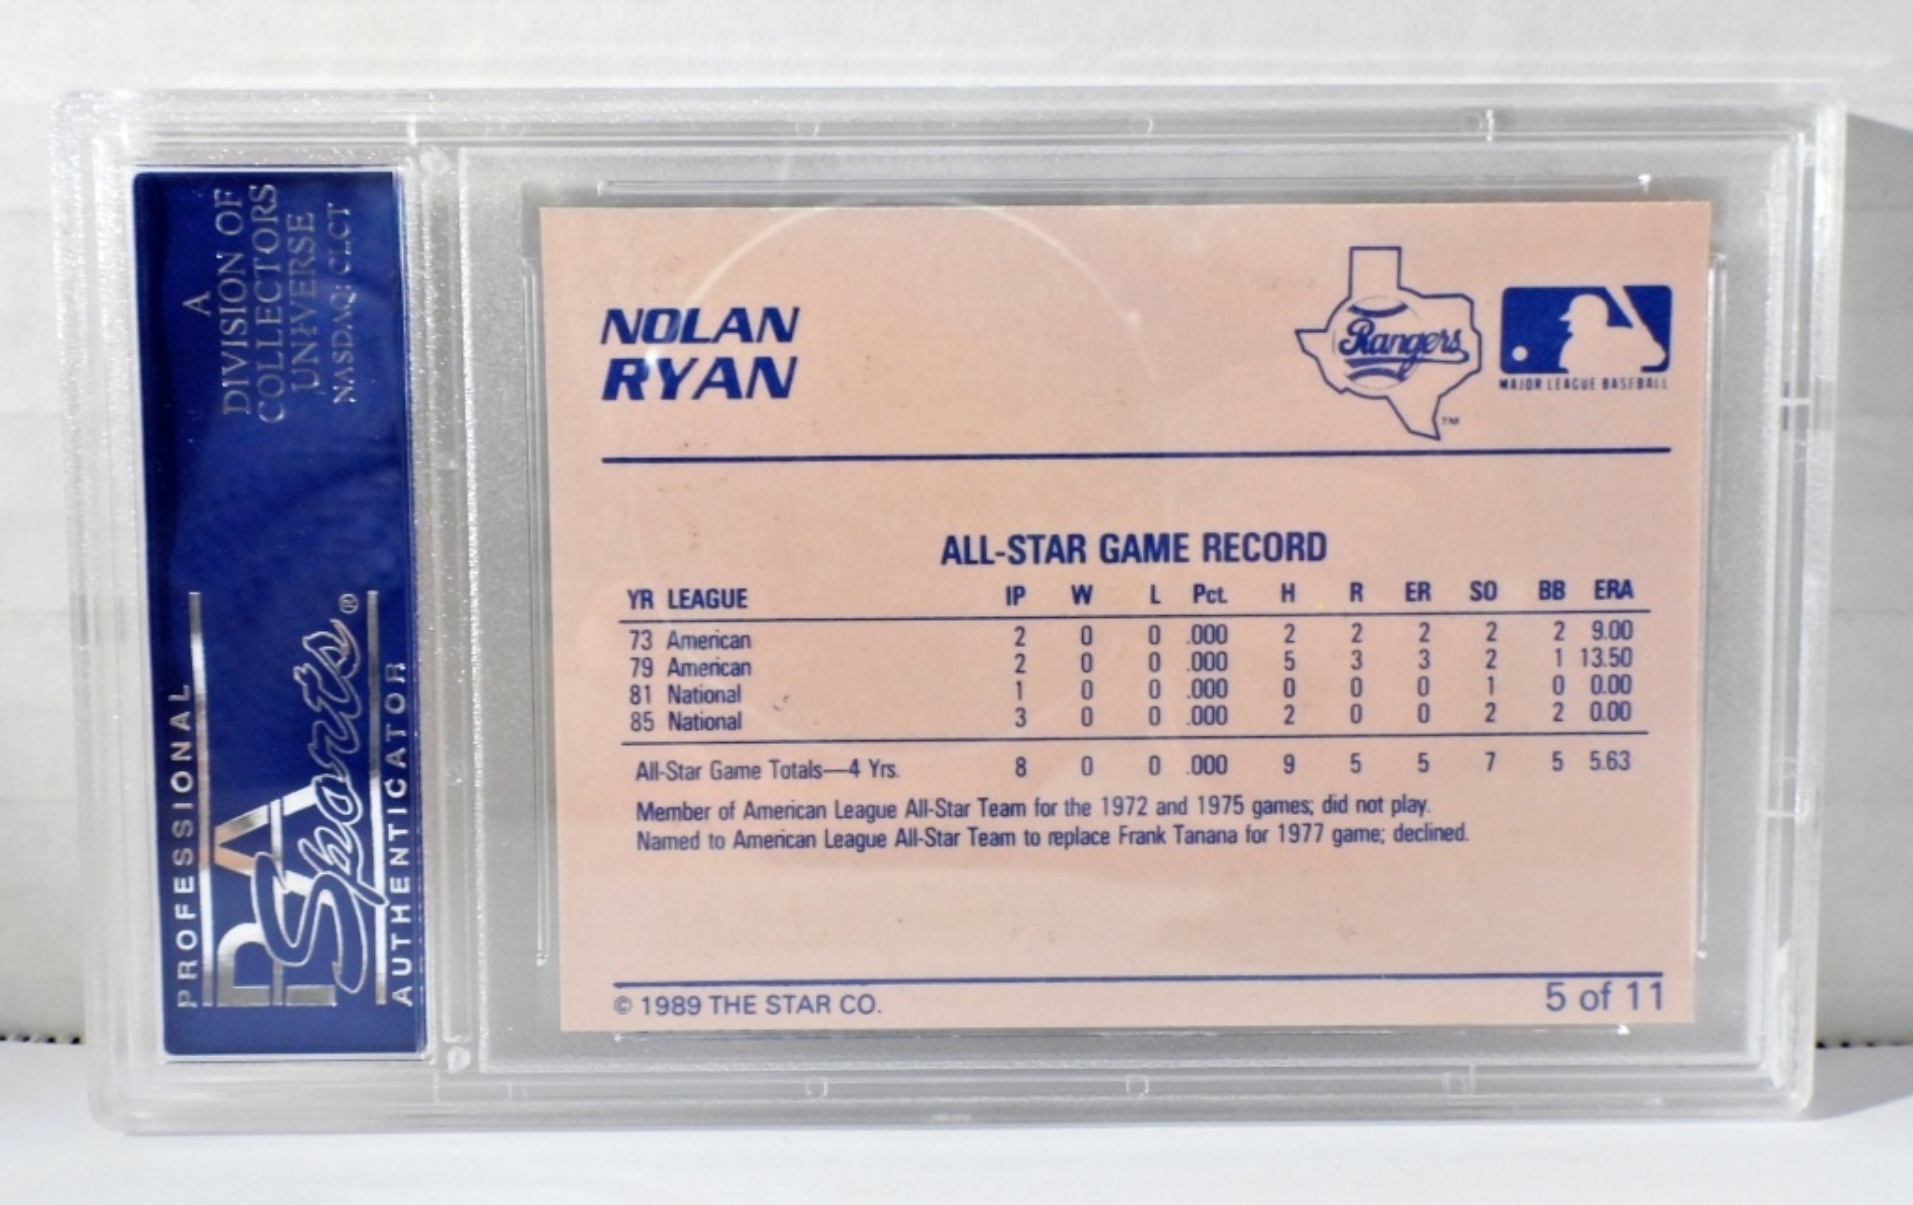 A
DIVISION OF
COLLECTORS
UNIVERSE
NASDAQ: CLCT
PROFESSIONAL
PSA
Sports®
AUTHENTICATOR
NOLAN
RYAN
Rangers
TM
MAJOR LEAGUE BASEBALL
ALL-STAR GAME RECORD
YR LEAGUE IP W L Pct. H R ER SO BB ERA
73 American 2 0 0 .000 2 2 2 2 2 9.00
79 American 2 0 0 .000 5 3 3 2 1 13.50
81 National 1 0 0 .000 0 0 0 1 0 0.00
85 National 3 0 0 .000 2 0 0 2 2 0.00
All-Star Game Totals—4 Yrs. 8 0 0 .000 9 5 5 7 5 5.63
Member of American League All-Star Team for the 1972 and 1975 games; did not play.
Named to American League All-Star Team to replace Frank Tanana for 1977 game; declined.
© 1989 THE STAR CO.
5 of 11